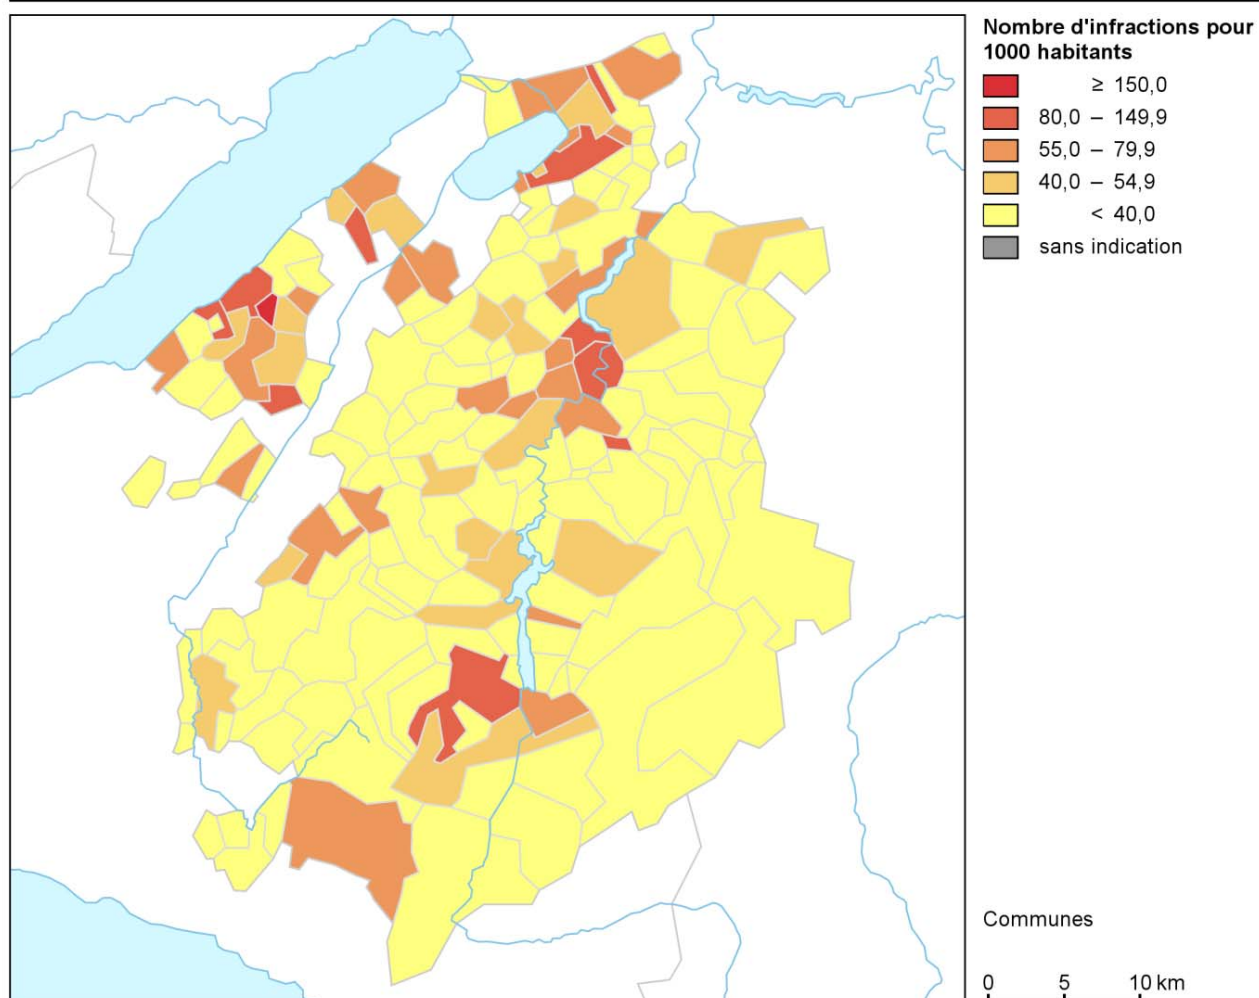 Nombre d'infractions pour
1000 habitants
≥ 150,0
80,0 – 149,9
55,0 – 79,9
40,0 – 54,9
< 40,0
sans indication
Communes
0 5 10 km